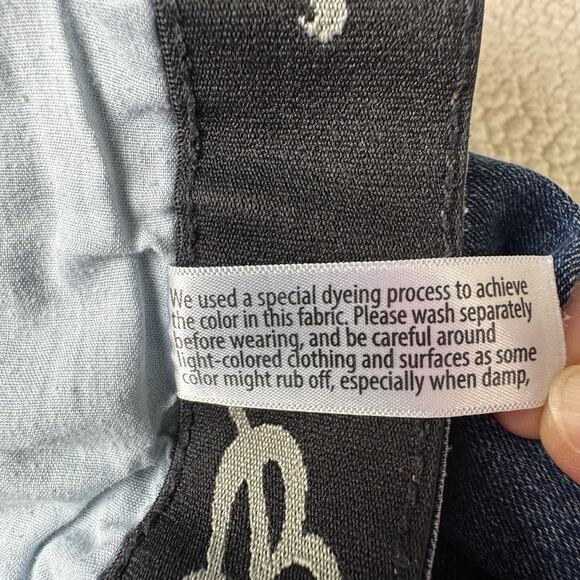 We used a special dyeing process to achieve
the color in this fabric. Please wash separately
before wearing, and be careful around
light-colored clothing and surfaces as some
color might rub off, especially when damp,